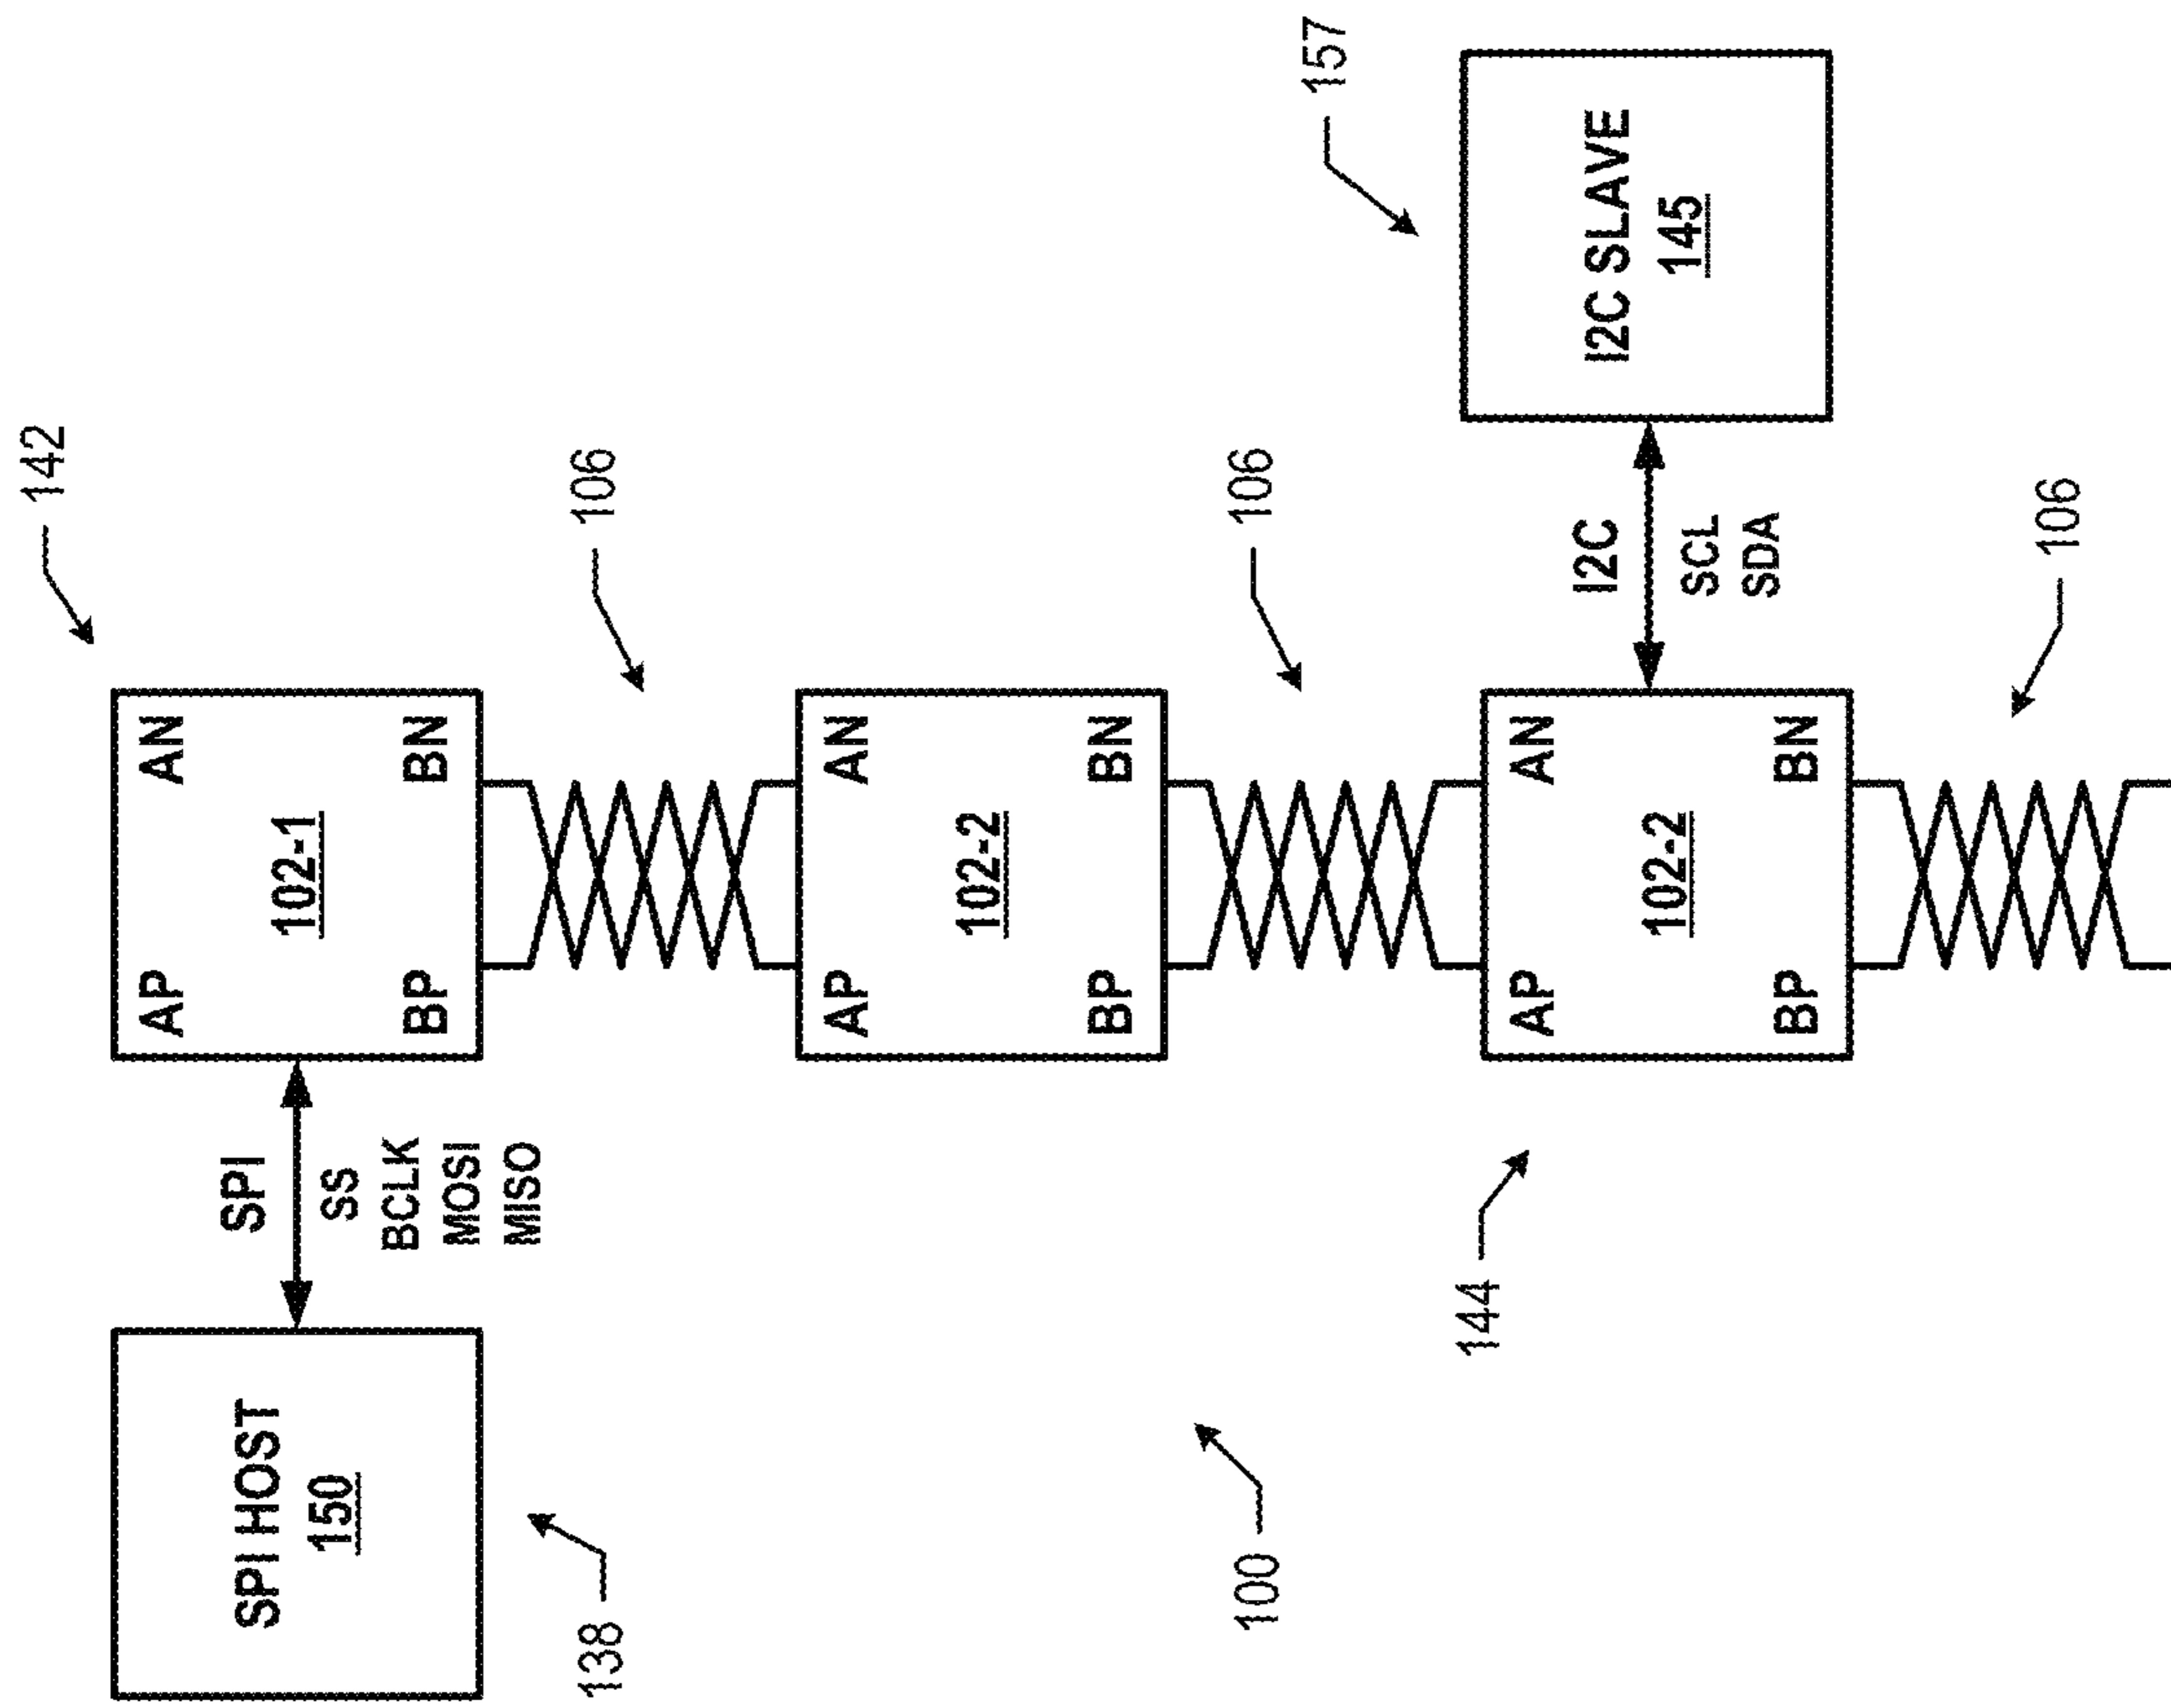 142
SPI HOST
150
138
SPI
SS
BCLK
MOSI
MISO
AP AN
102-1
BP BN
106
AP AN
102-2
BP BN
106
100
144
AP AN
102-2
BP BN
I2C
SCL
SDA
157
I2C SLAVE
145
106